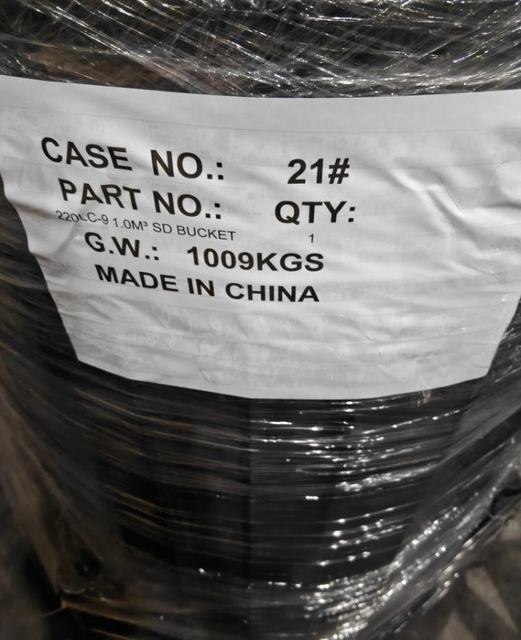 CASE NO.: 21#
PART NO.: QTY:
220LC-9 1.0M³ SD BUCKET 1
G.W.: 1009KGS
MADE IN CHINA